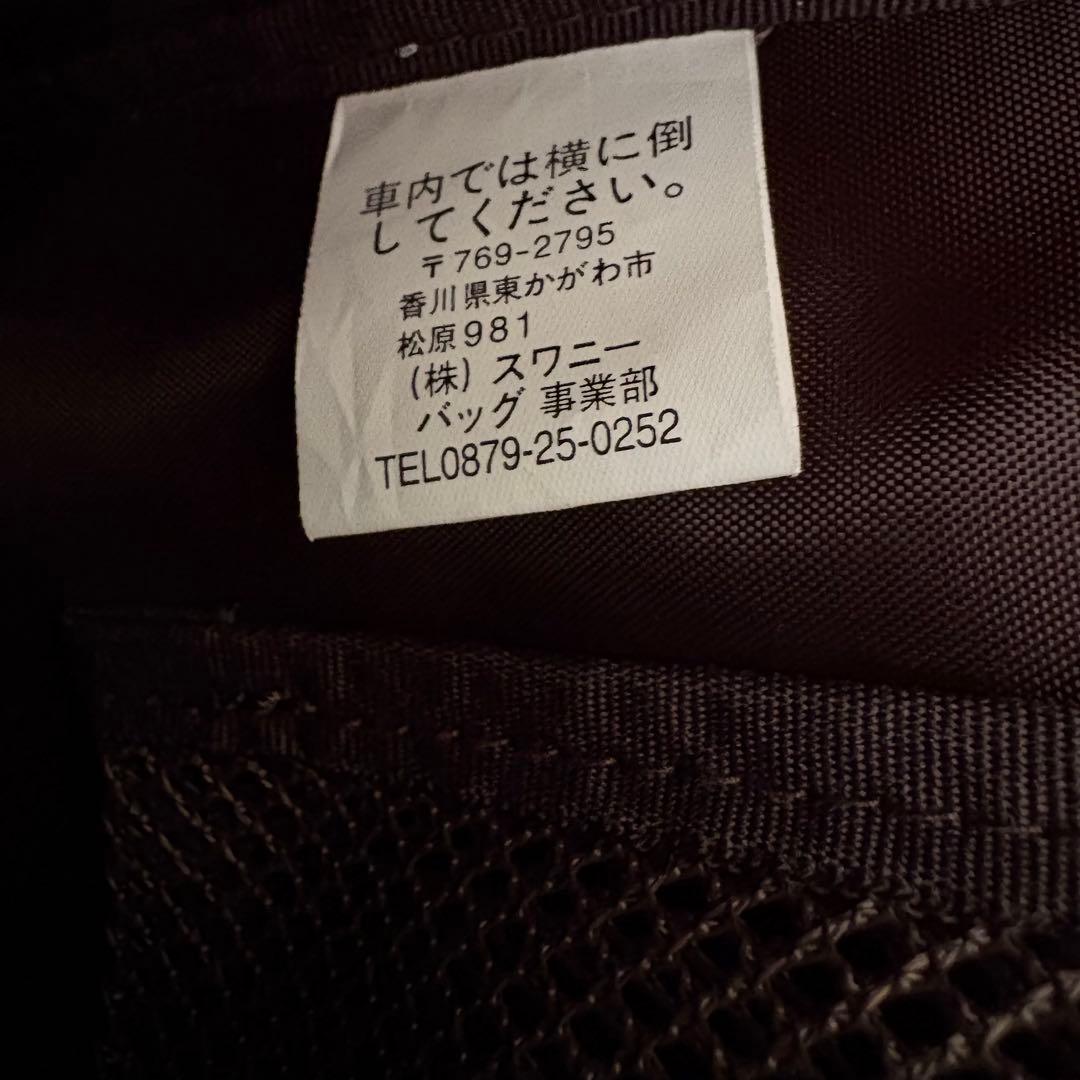 車内では横に倒
してください。
〒769-2795
香川県東かがわ市
松原981
(株) スワニー
バッグ 事業部
TEL0879-25-0252